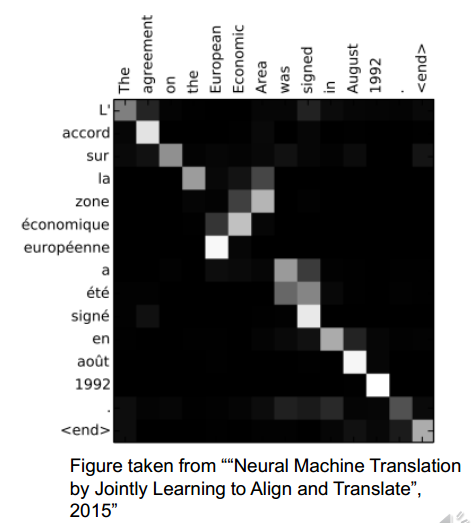 The agreement on the European Economic Area was signed in August 1992 . <end>
L'
accord
sur
la
zone
économique
européenne
a
été
signé
en
août
1992
.
<end>
Figure taken from ““Neural Machine Translation
by Jointly Learning to Align and Translate”,
2015”